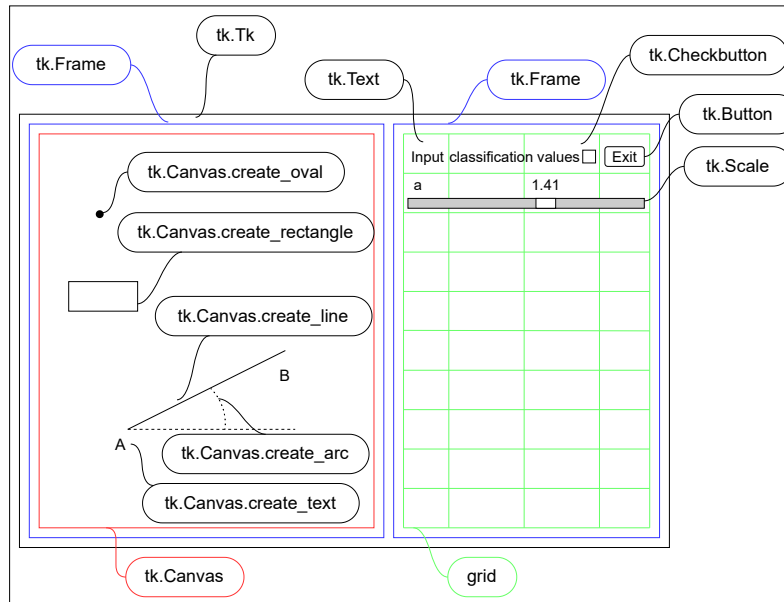 tk.Tk
tk.Frame
tk.Text
tk.Frame
tk.Checkbutton
tk.Button
tk.Scale
Input classification values
Exit
a
1.41
tk.Canvas.create_oval
tk.Canvas.create_rectangle
tk.Canvas.create_line
B
A
tk.Canvas.create_arc
tk.Canvas.create_text
tk.Canvas
grid